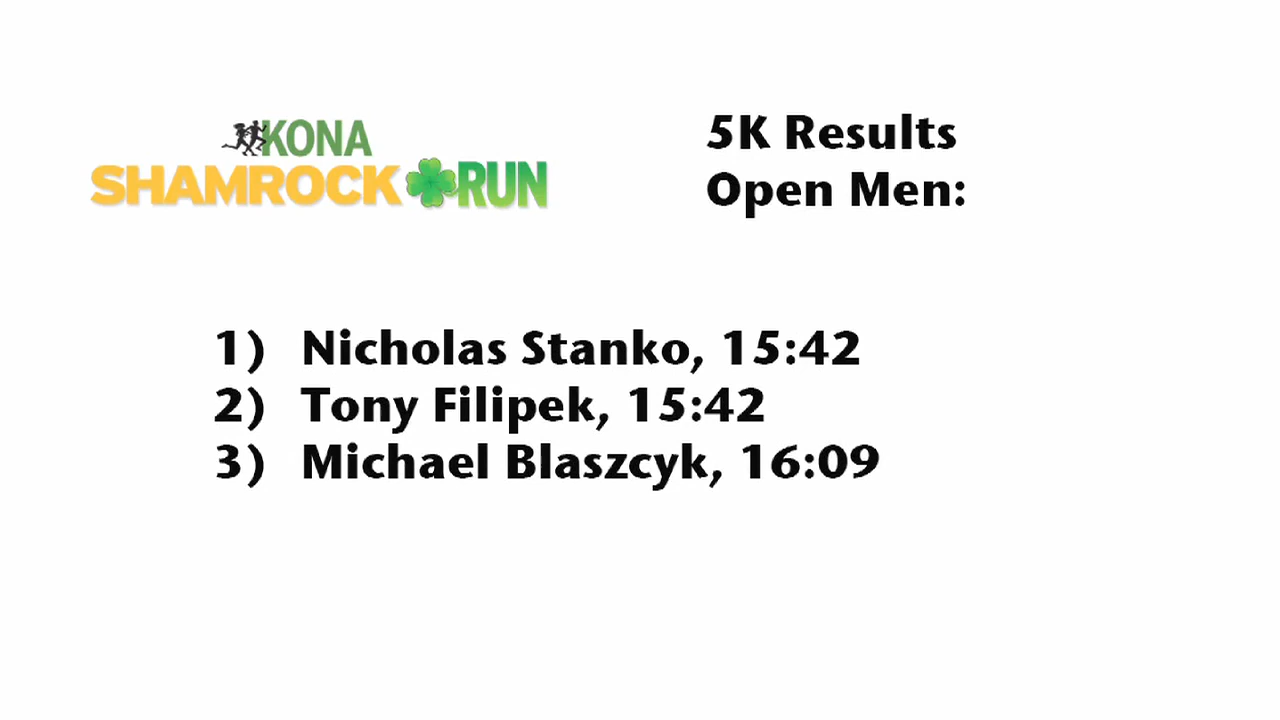 KONA
SHAMROCK RUN
5K Results
Open Men:
1) Nicholas Stanko, 15:42
2) Tony Filipek, 15:42
3) Michael Blaszcyk, 16:09